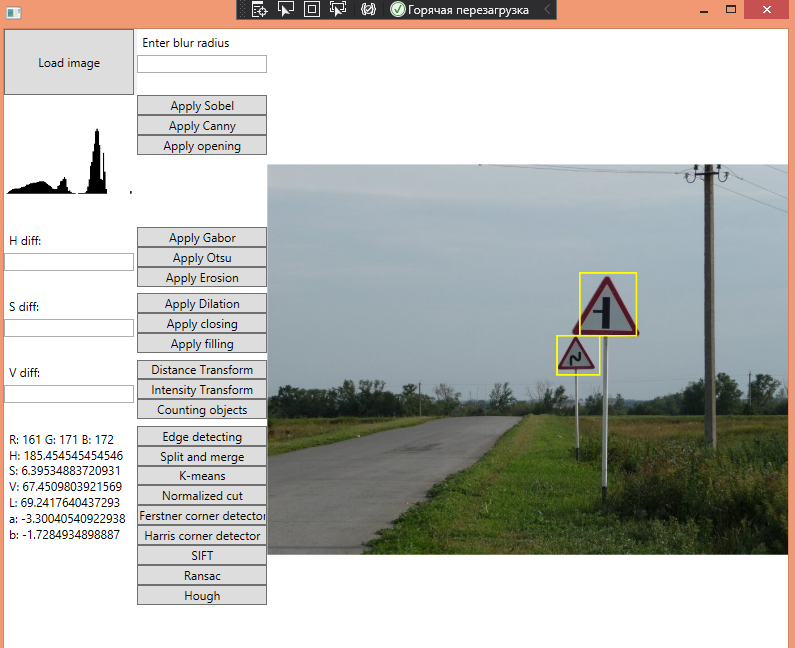 Горячая перезагрузка
Load image
Enter blur radius
Apply Sobel
Apply Canny
Apply opening
H diff:
Apply Gabor
Apply Otsu
Apply Erosion
S diff:
Apply Dilation
Apply closing
Apply filling
V diff:
Distance Transform
Intensity Transform
Counting objects
R: 161 G: 171 B: 172
H: 185.454545454546
S: 6.39534883720931
V: 67.4509803921569
L: 69.2417640437293
a: -3.30040540922938
b: -1.7284934898887
Edge detecting
Split and merge
K-means
Normalized cut
Ferstner corner detector
Harris corner detector
SIFT
Ransac
Hough